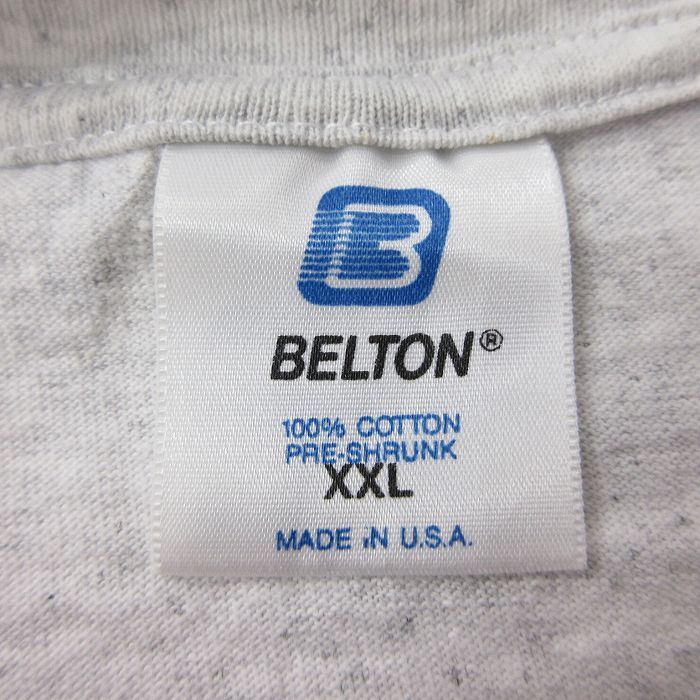 B
BELTON®
100% COTTON
PRE-SHRUNK
XXL
MADE IN U.S.A.